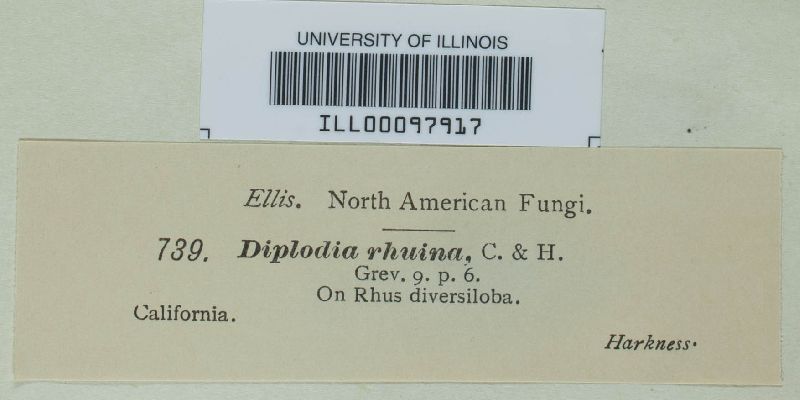 UNIVERSITY OF ILLINOIS
ILL00097917
Ellis. North American Fungi.
739. Diplodia rhuina, C. & H.
Grev. 9. p. 6.
On Rhus diversiloba.
California.
Harkness.